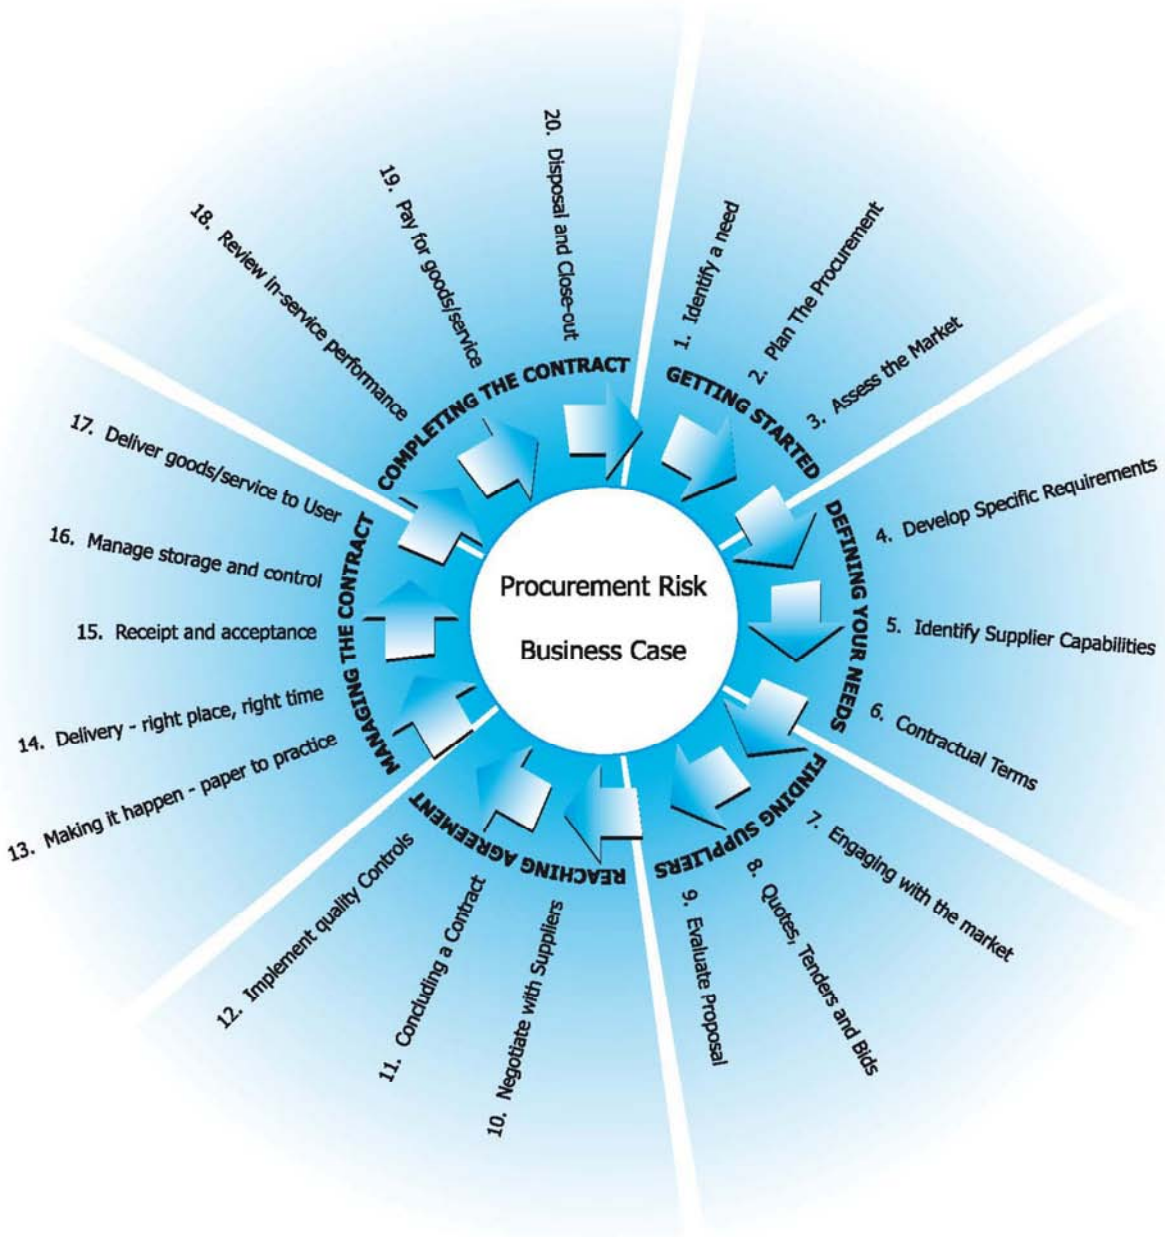 Procurement Risk
Business Case
GETTING STARTED
1. Identify a need
2. Plan The Procurement
3. Assess the Market
DEFINING YOUR NEEDS
4. Develop Specific Requirements
5. Identify Supplier Capabilities
6. Contractual Terms
FINDING SUPPLIERS
7. Engaging with the market
8. Quotes, Tenders and Bids
9. Evaluate Proposal
REACHING AGREEMENT
10. Negotiate with Suppliers
11. Concluding a Contract
12. Implement quality Controls
MANAGING THE CONTRACT
13. Making it happen - paper to practice
14. Delivery - right place, right time
15. Receipt and acceptance
16. Manage storage and control
17. Deliver goods/service to User
COMPLETING THE CONTRACT
18. Review in-service performance
19. Pay for goods/service
20. Disposal and Close-out